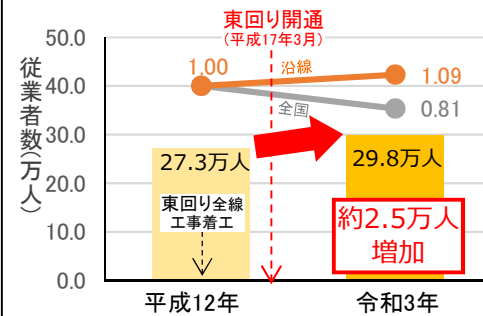 東回り開通
(平成17年3月)
50.0
40.0
30.0
20.0
10.0
0.0
従業者数(万人)
1.00
沿線
1.09
全国
0.81
27.3万人
29.8万人
東回り全線
工事着工
約2.5万人
増加
平成12年
令和3年